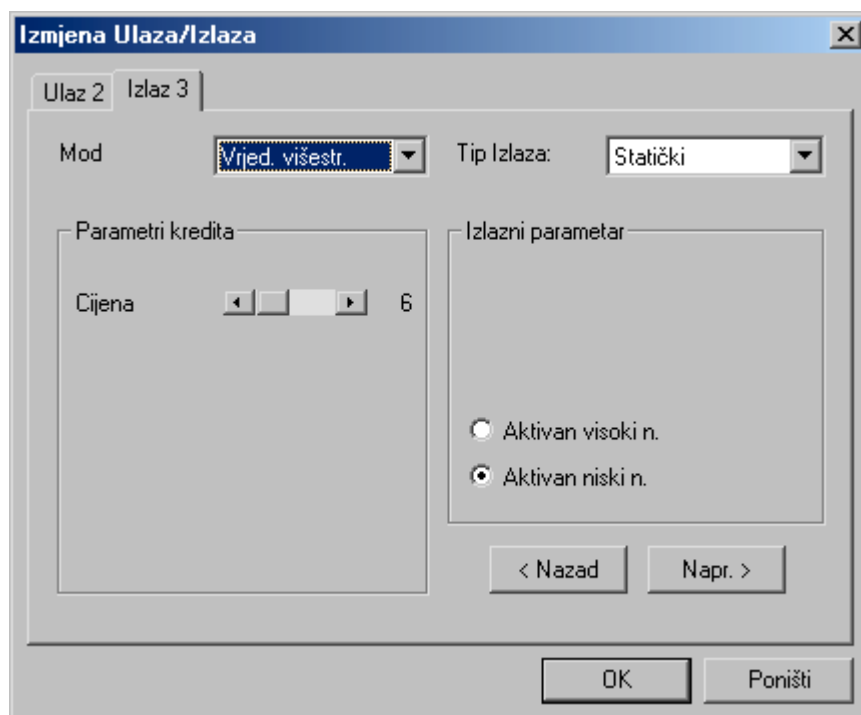 Izmjena Ulaza/Izlaza
Ulaz 2
Izlaz 3
Mod
Vrijed. višestr.
Tip Izlaza:
Statički
Parametri kredita
Cijena
6
Izlazni parametar
Aktivan visoki n.
Aktivan niski n.
< Nazad
Napr. >
OK
Poništi